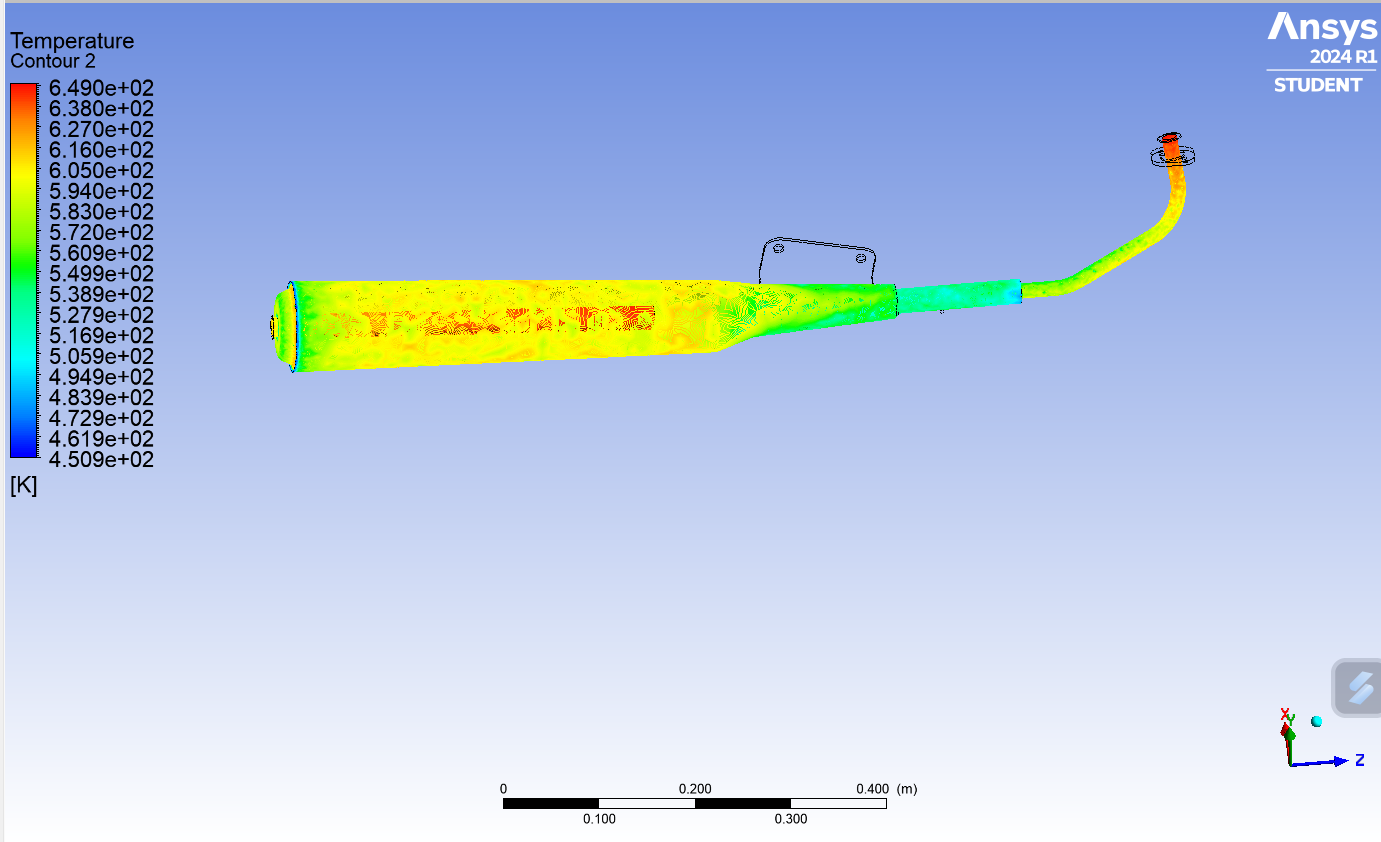 Temperature
Contour 2
6.490e+02
6.380e+02
6.270e+02
6.160e+02
6.050e+02
5.940e+02
5.830e+02
5.720e+02
5.609e+02
5.499e+02
5.389e+02
5.279e+02
5.169e+02
5.059e+02
4.949e+02
4.839e+02
4.729e+02
4.619e+02
4.509e+02
[K]
Ansys
2024 R1
STUDENT
X
Y
Z
0 0.200 0.400 (m)
0.100 0.300